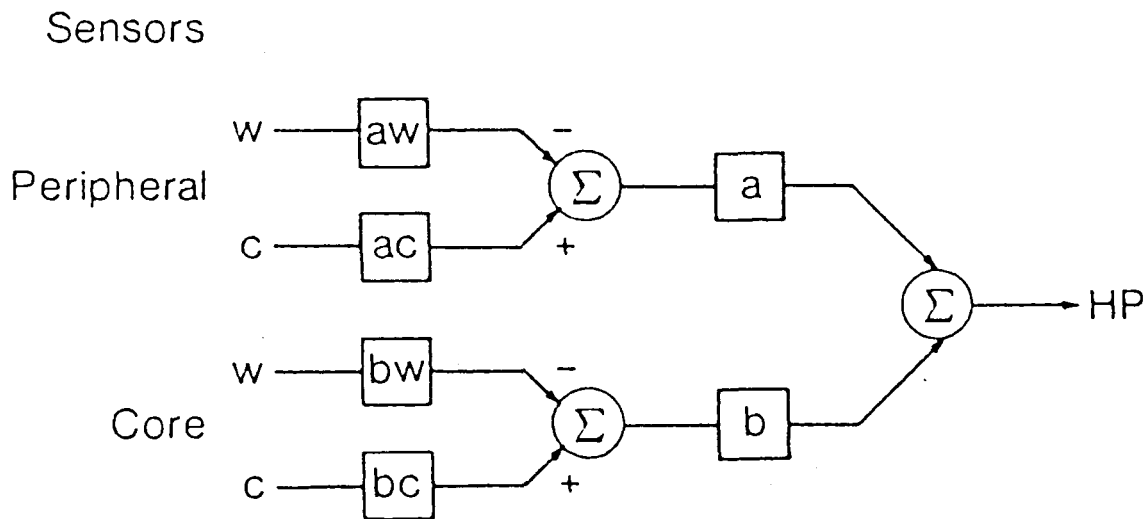 Sensors
w aw −
Peripheral Σ a
c ac +
Σ HP
w bw −
Core Σ b
c bc +